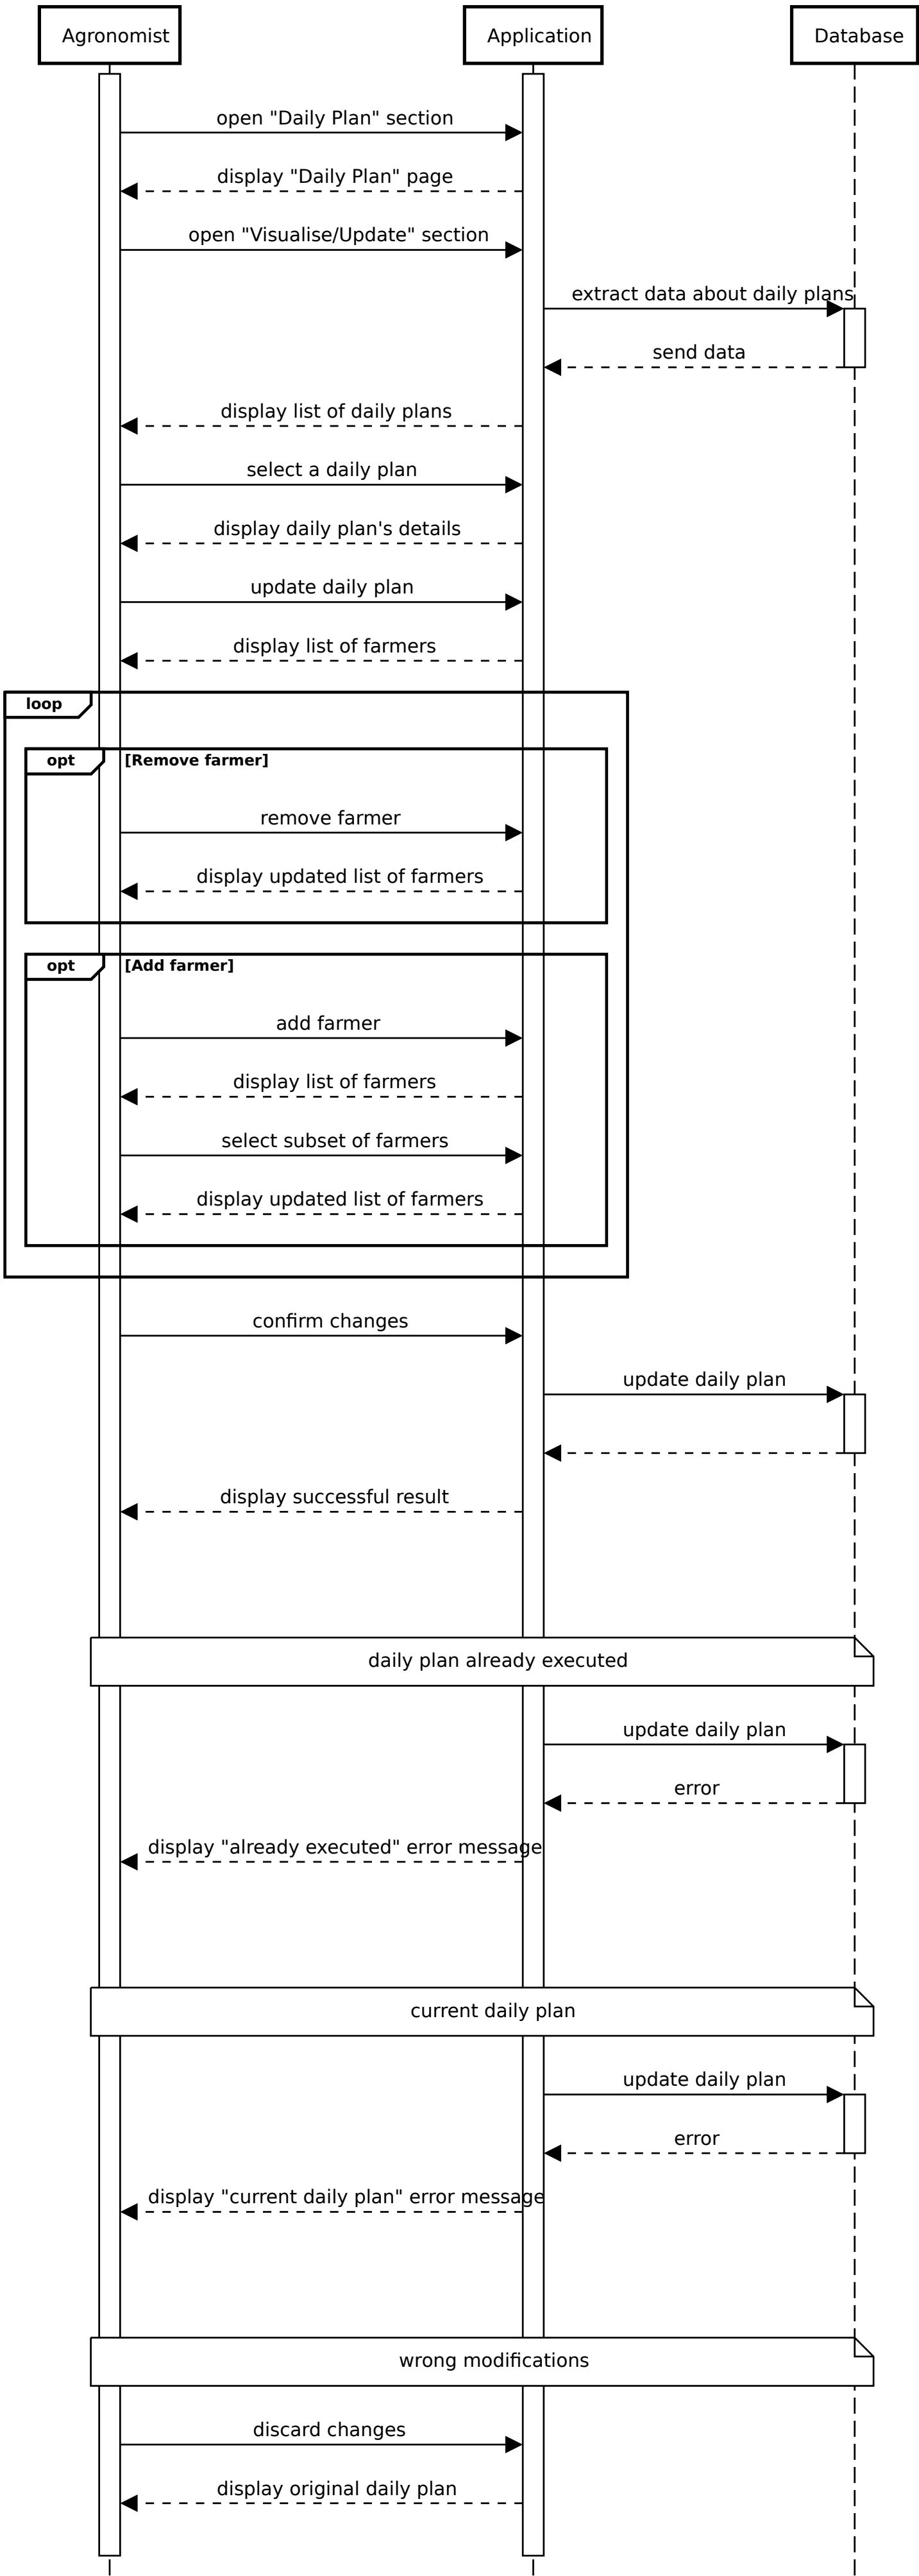 Agronomist
Application
Database
open "Daily Plan" section
display "Daily Plan" page
open "Visualise/Update" section
extract data about daily plans
send data
display list of daily plans
select a daily plan
display daily plan's details
update daily plan
display list of farmers
loop
opt [Remove farmer]
remove farmer
display updated list of farmers
opt [Add farmer]
add farmer
display list of farmers
select subset of farmers
display updated list of farmers
confirm changes
update daily plan
display successful result
daily plan already executed
update daily plan
error
display "already executed" error message
current daily plan
update daily plan
error
display "current daily plan" error message
wrong modifications
discard changes
display original daily plan